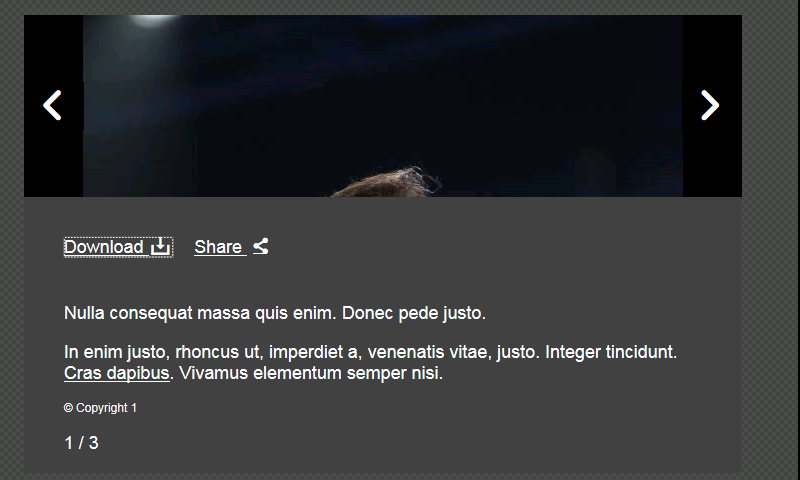 Download Share
Nulla consequat massa quis enim. Donec pede justo.
In enim justo, rhoncus ut, imperdiet a, venenatis vitae, justo. Integer tincidunt.
Cras dapibus. Vivamus elementum semper nisi.
© Copyright 1
1 / 3